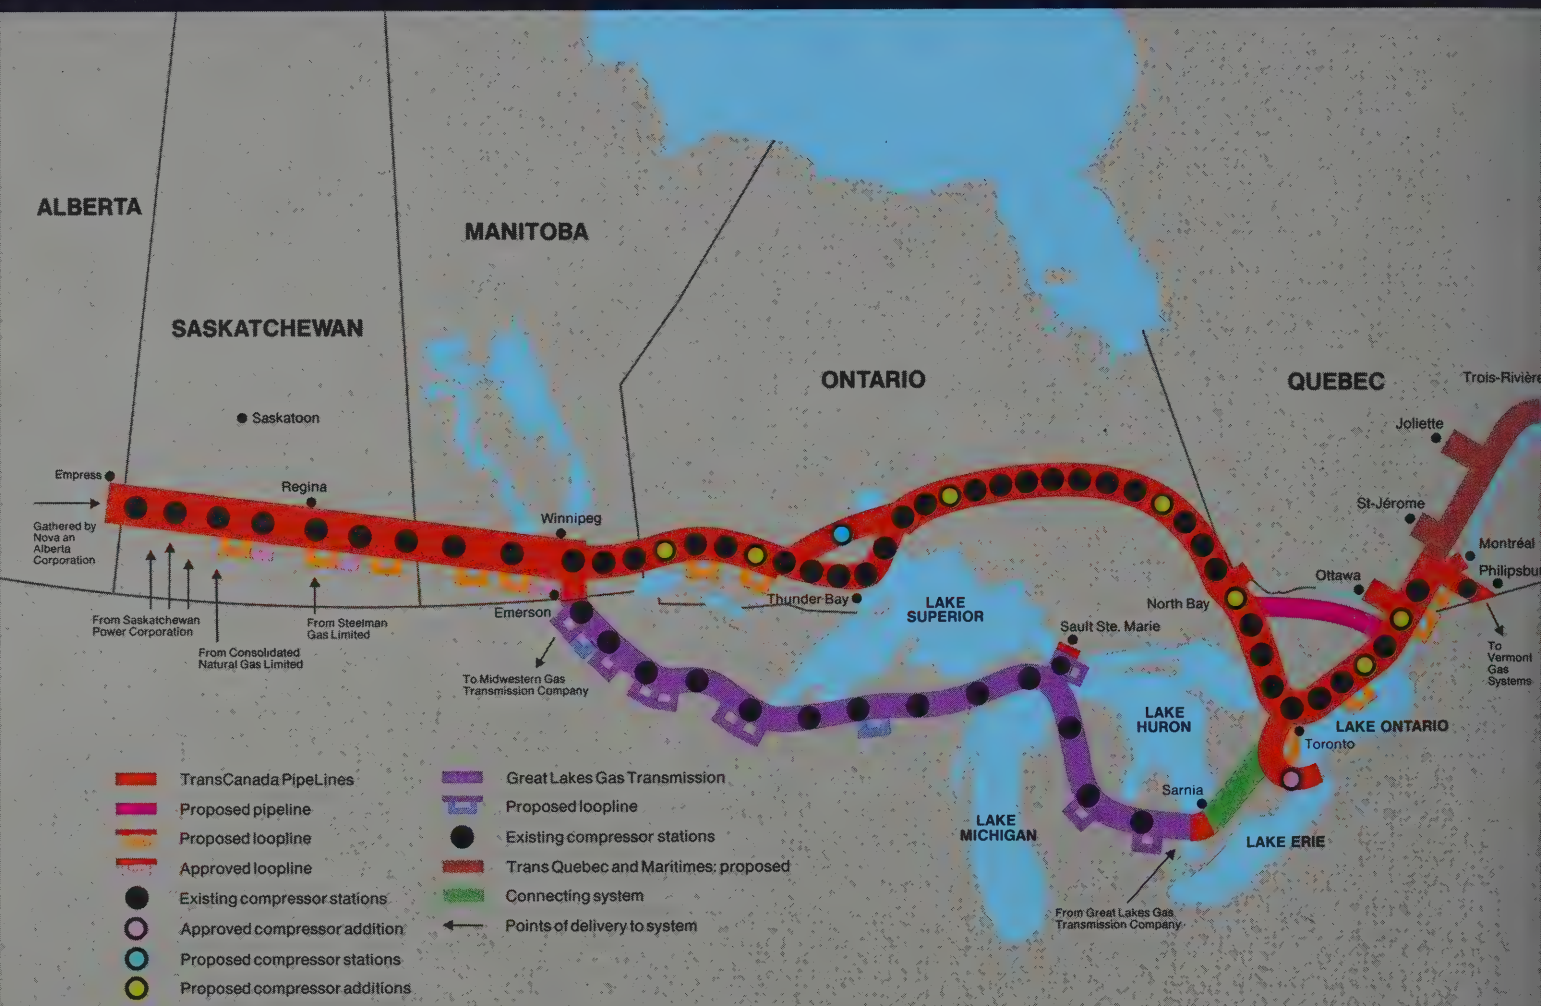 ALBERTA
MANITOBA
SASKATCHEWAN
ONTARIO
QUEBEC
Trois-Rivière
Joliette
Saskatoon
Empress
Regina
Winnipeg
St-Jérome
Montréal
Philipsbur
Ottawa
Gathered by
Nova an
Alberta
Corporation
Emerson
Thunder Bay
LAKE
SUPERIOR
North Bay
Sault Ste. Marie
From Saskatchewan
Power Corporation
From Steelman
Gas Limited
From Consolidated
Natural Gas Limited
To Midwestern Gas
Transmission Company
To
Vermont
Gas
Systems
LAKE
HURON
LAKE ONTARIO
Toronto
Sarnia
LAKE
MICHIGAN
LAKE ERIE
From Great Lakes Gas
Transmission Company
TransCanada PipeLines
Proposed pipeline
Proposed loopline
Approved loopline
Existing compressor stations
Approved compressor addition
Proposed compressor stations
Proposed compressor additions
Great Lakes Gas Transmission
Proposed loopline
Existing compressor stations
Trans Quebec and Maritimes: proposed
Connecting system
Points of delivery to system